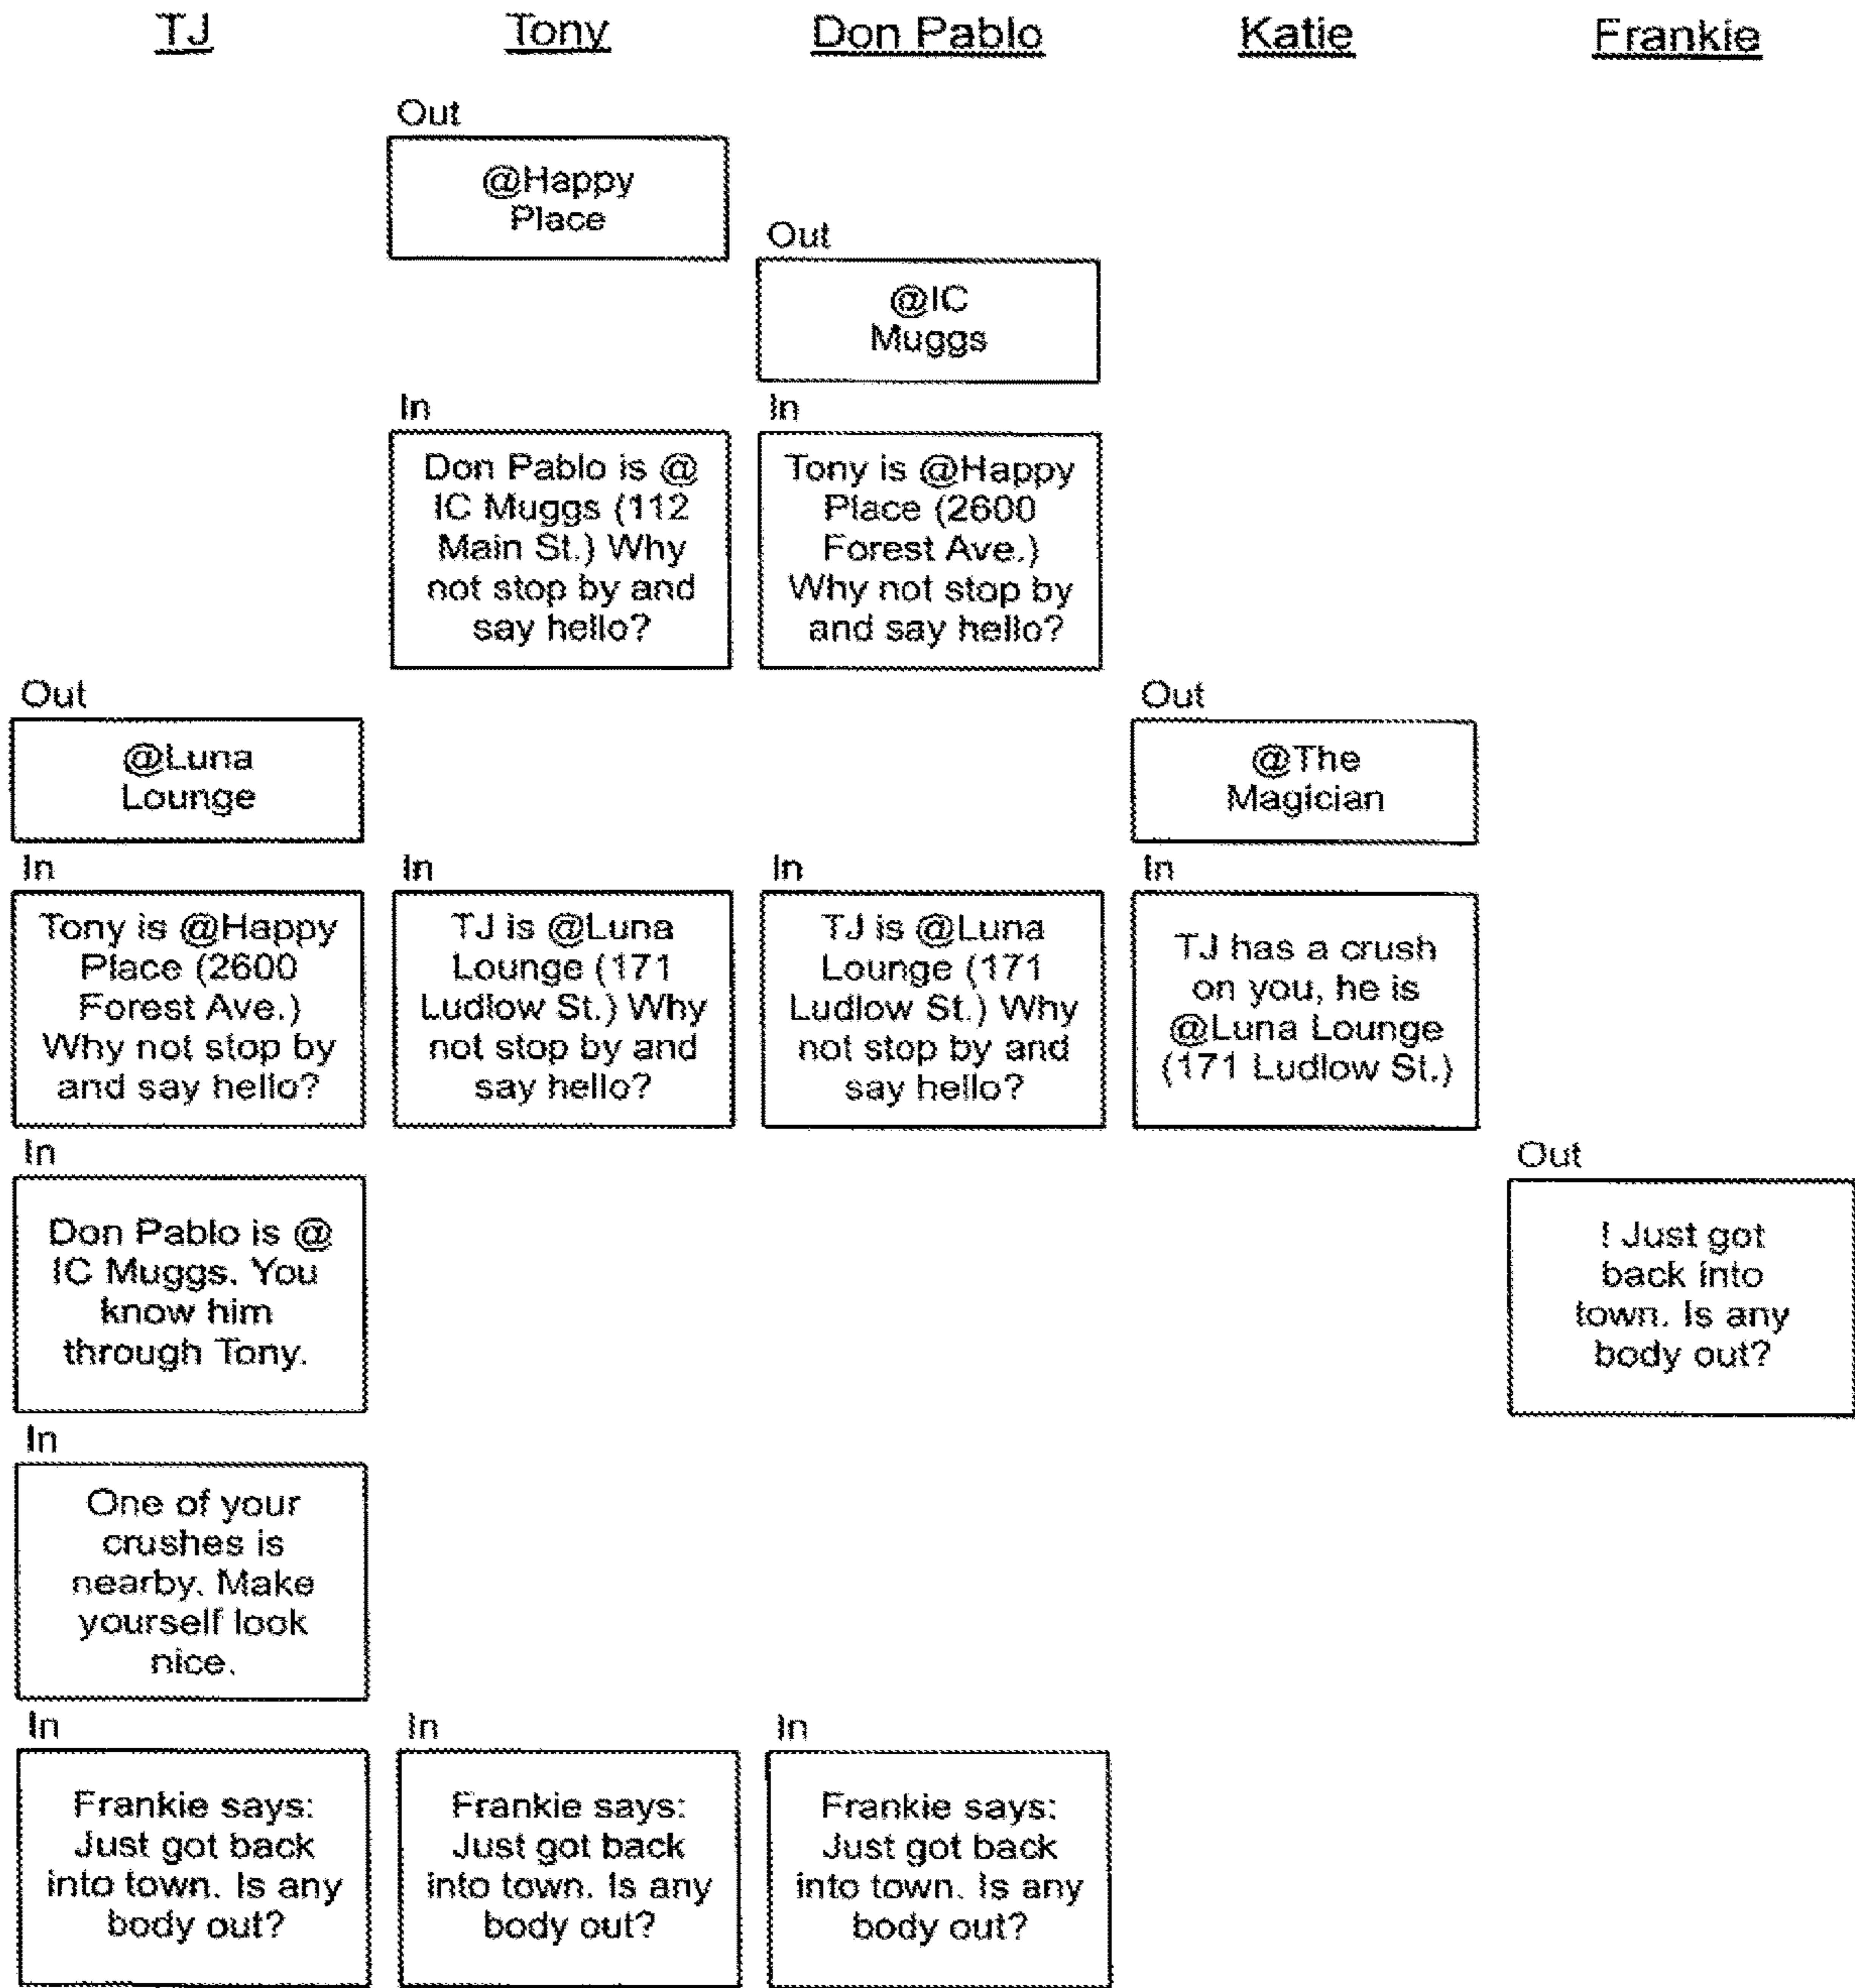 TJ
Tony
Don Pablo
Katie
Frankie
Out
@Happy
Place
Out
@IC
Muggs
In
Don Pablo is @
IC Muggs (112
Main St.) Why
not stop by and
say hello?
In
Tony is @Happy
Place (2600
Forest Ave.)
Why not stop by
and say hello?
Out
@Luna
Lounge
Out
@The
Magician
In
Tony is @Happy
Place (2600
Forest Ave.)
Why not stop by
and say hello?
In
TJ is @Luna
Lounge (171
Ludlow St.) Why
not stop by and
say hello?
In
TJ is @Luna
Lounge (171
Ludlow St.) Why
not stop by and
say hello?
In
TJ has a crush
on you, he is
@Luna Lounge
(171 Ludlow St.)
In
Don Pablo is @
IC Muggs. You
know him
through Tony.
Out
! Just got
back into
town. Is any
body out?
In
One of your
crushes is
nearby. Make
yourself look
nice.
In
Frankie says:
Just got back
into town. Is any
body out?
In
Frankie says:
Just got back
into town. Is any
body out?
In
Frankie says:
Just got back
into town. Is any
body out?